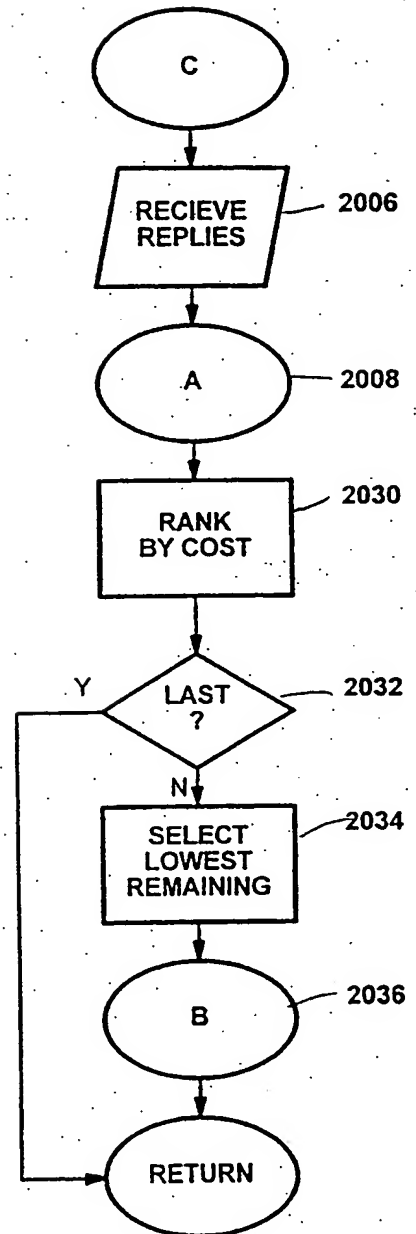 C
RECIEVE
REPLIES
2006
A
2008
RANK
BY COST
2030
LAST
?
2032
Y
N
SELECT
LOWEST
REMAINING
2034
B
2036
RETURN